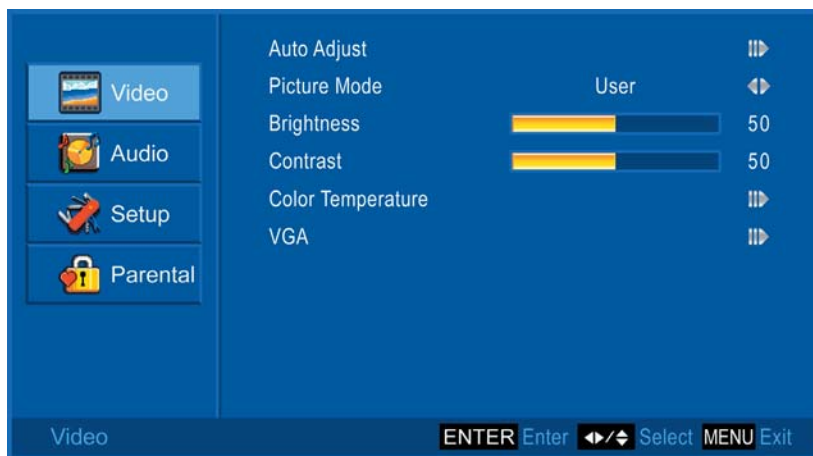 Video
Audio
Setup
Parental
Auto Adjust
Picture Mode User
Brightness 50
Contrast 50
Color Temperature
VGA
Video ENTER Enter ◂▸/◆ Select MENU Exit